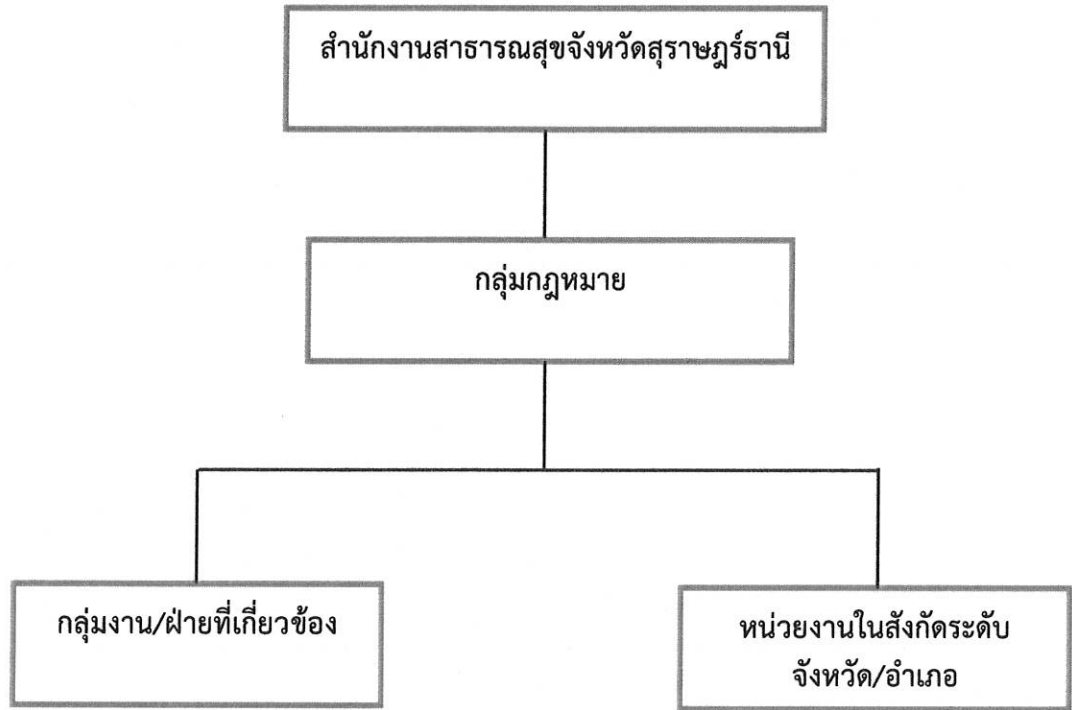 สำนักงานสาธารณสุขจังหวัดสุราษฎร์ธานี
กลุ่มกฎหมาย
กลุ่มงาน/ฝ่ายที่เกี่ยวข้อง
หน่วยงานในสังกัดระดับ
จังหวัด/อำเภอ